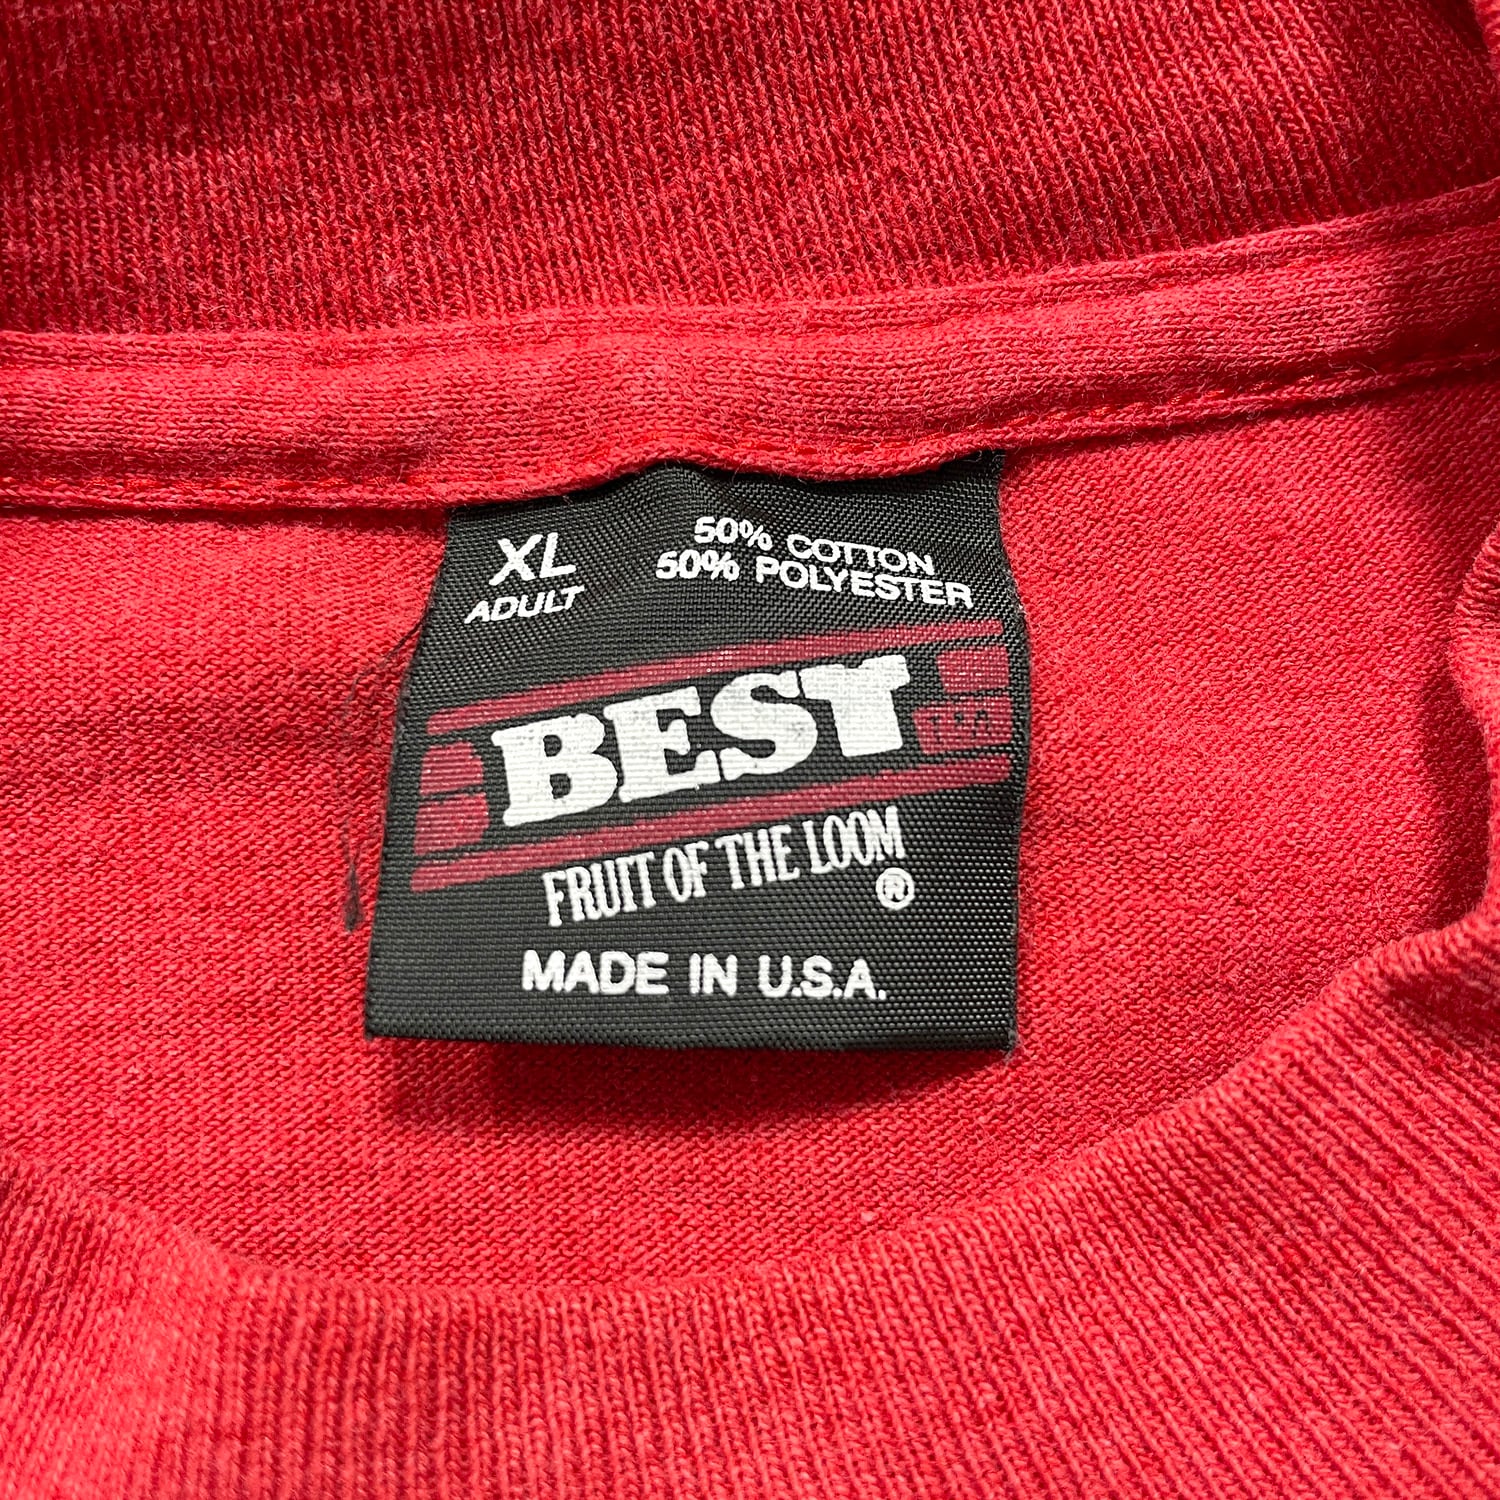 XL
ADULT
50% COTTON
50% POLYESTER
BEST
FRUIT OF THE LOOM
®
MADE IN U.S.A.